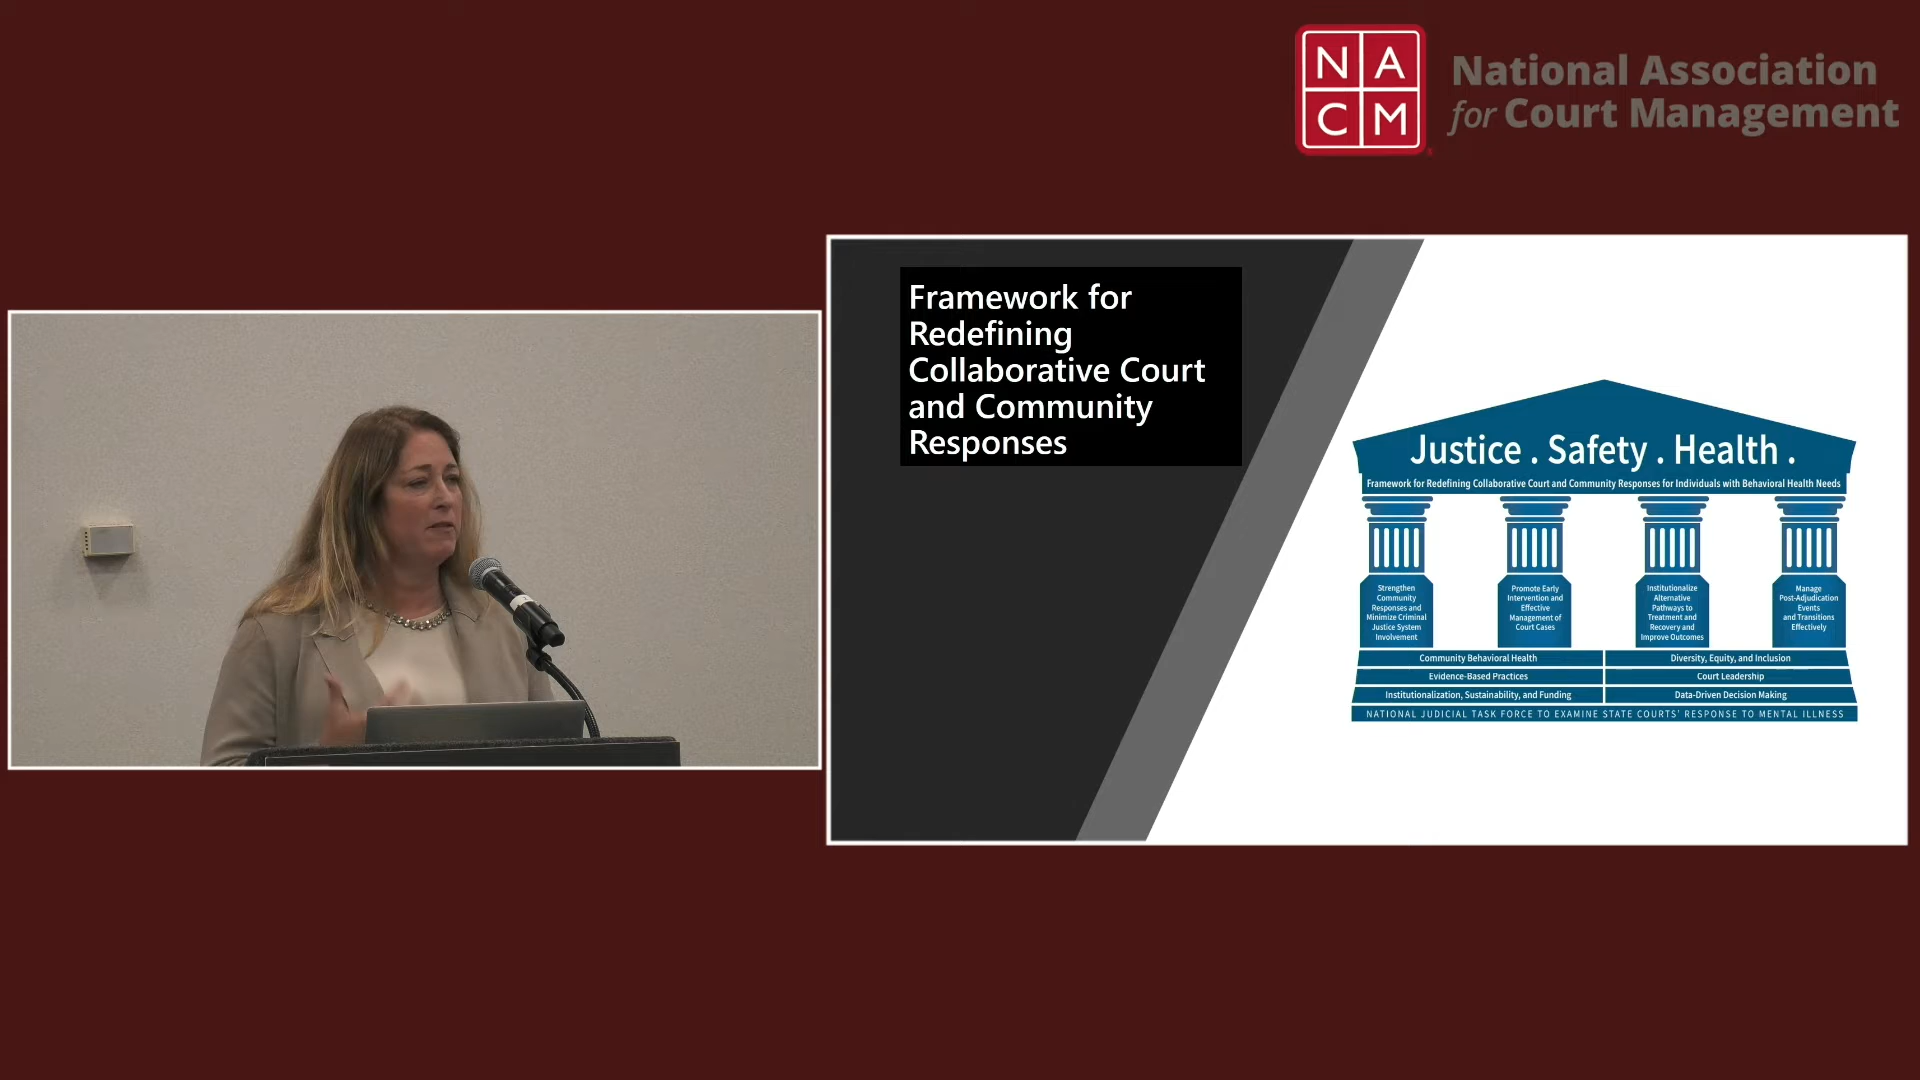 N A
C M
National Association
for Court Management
Framework for
Redefining
Collaborative Court
and Community
Responses
Justice . Safety . Health .
Framework for Redefining Collaborative Court and Community Responses for Individuals with Behavioral Health Needs
Strengthen
Community
Responses and
Minimize Criminal
Justice System
Involvement
Promote Early
Intervention and
Effective
Management of
Court Cases
Institutionalize
Alternative
Pathways to
Treatment and
Recovery and
Improve Outcomes
Manage
Post-Adjudication
Events
and Transitions
Effectively
Community Behavioral Health
Diversity, Equity, and Inclusion
Evidence-Based Practices
Court Leadership
Institutionalization, Sustainability, and Funding
Data-Driven Decision Making
NATIONAL JUDICIAL TASK FORCE TO EXAMINE STATE COURTS' RESPONSE TO MENTAL ILLNESS